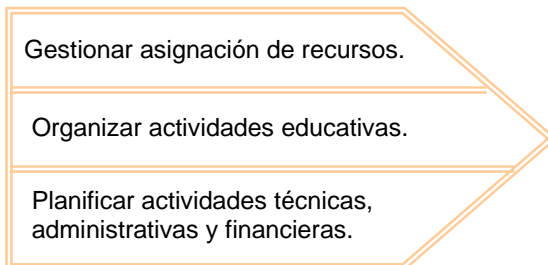 Gestionar asignación de recursos.
Organizar actividades educativas.
Planificar actividades técnicas,
administrativas y financieras.